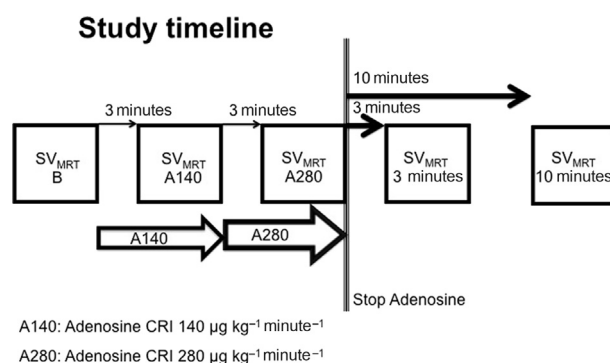 Study timeline
10 minutes
3 minutes
3 minutes
3 minutes
SVMRT
B
SVMRT
A140
SVMRT
A280
SVMRT
3 minutes
SVMRT
10 minutes
A140
A280
Stop Adenosine
A140: Adenosine CRI 140 µg kg⁻¹ minute⁻¹
A280: Adenosine CRI 280 µg kg⁻¹ minute⁻¹